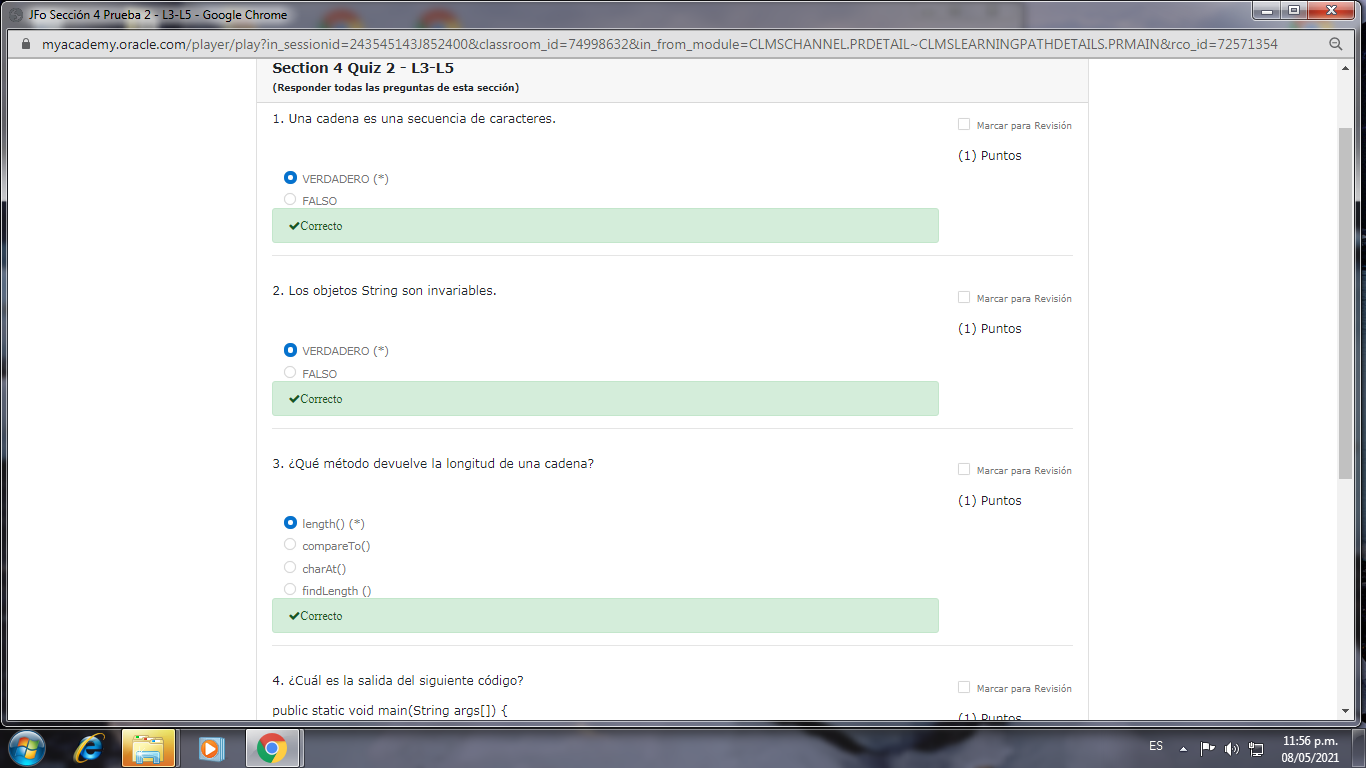 JFo Sección 4 Prueba 2 - L3-L5 - Google Chrome
myacademy.oracle.com/player/play?in_sessionid=243545143J852400&classroom_id=74998632&in_from_module=CLMSCHANNEL.PRDETAIL~CLMSLEARNINGPATHDETAILS.PRMAIN&rco_id=72571354
Section 4 Quiz 2 - L3-L5
(Responder todas las preguntas de esta sección)
1. Una cadena es una secuencia de caracteres.
Marcar para Revisión
(1) Puntos
VERDADERO (*)
FALSO
Correcto
2. Los objetos String son invariables.
Marcar para Revisión
(1) Puntos
VERDADERO (*)
FALSO
Correcto
3. ¿Qué método devuelve la longitud de una cadena?
Marcar para Revisión
(1) Puntos
length() (*)
compareTo()
charAt()
findLength ()
Correcto
4. ¿Cuál es la salida del siguiente código?
Marcar para Revisión
(1) Puntos
public static void main(String args[]) {
ES
11:56 p.m.
08/05/2021